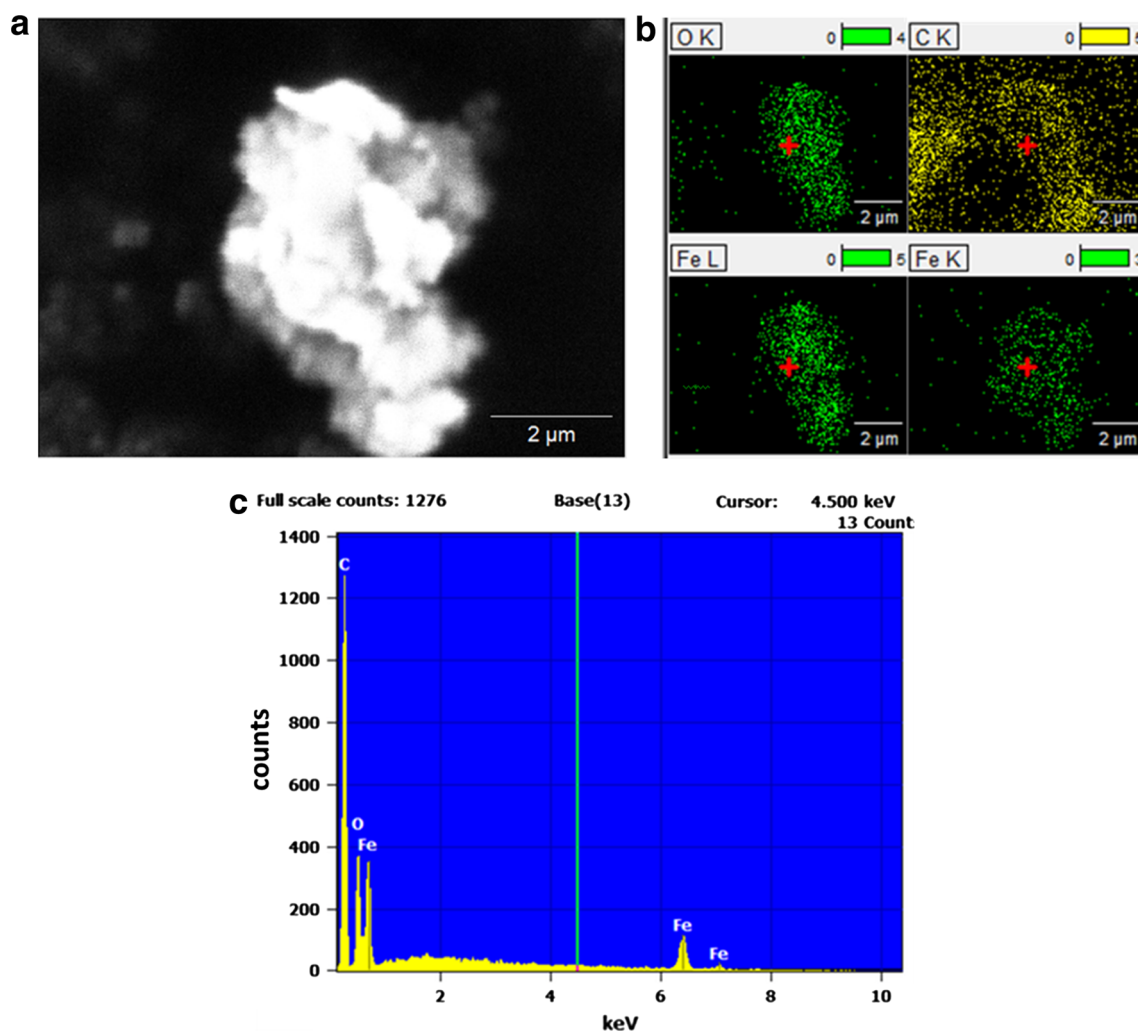 a
2 µm
b
O K 0 4
C K 0
2 µm
2 µm
Fe L 0 5
Fe K 0
2 µm
2 µm
c
Full scale counts: 1276 Base(13) Cursor: 4.500 keV
13 Count
1400
1200
1000
800
600
400
200
0
counts
C
O
Fe
Fe
Fe
2 4 6 8 10
keV